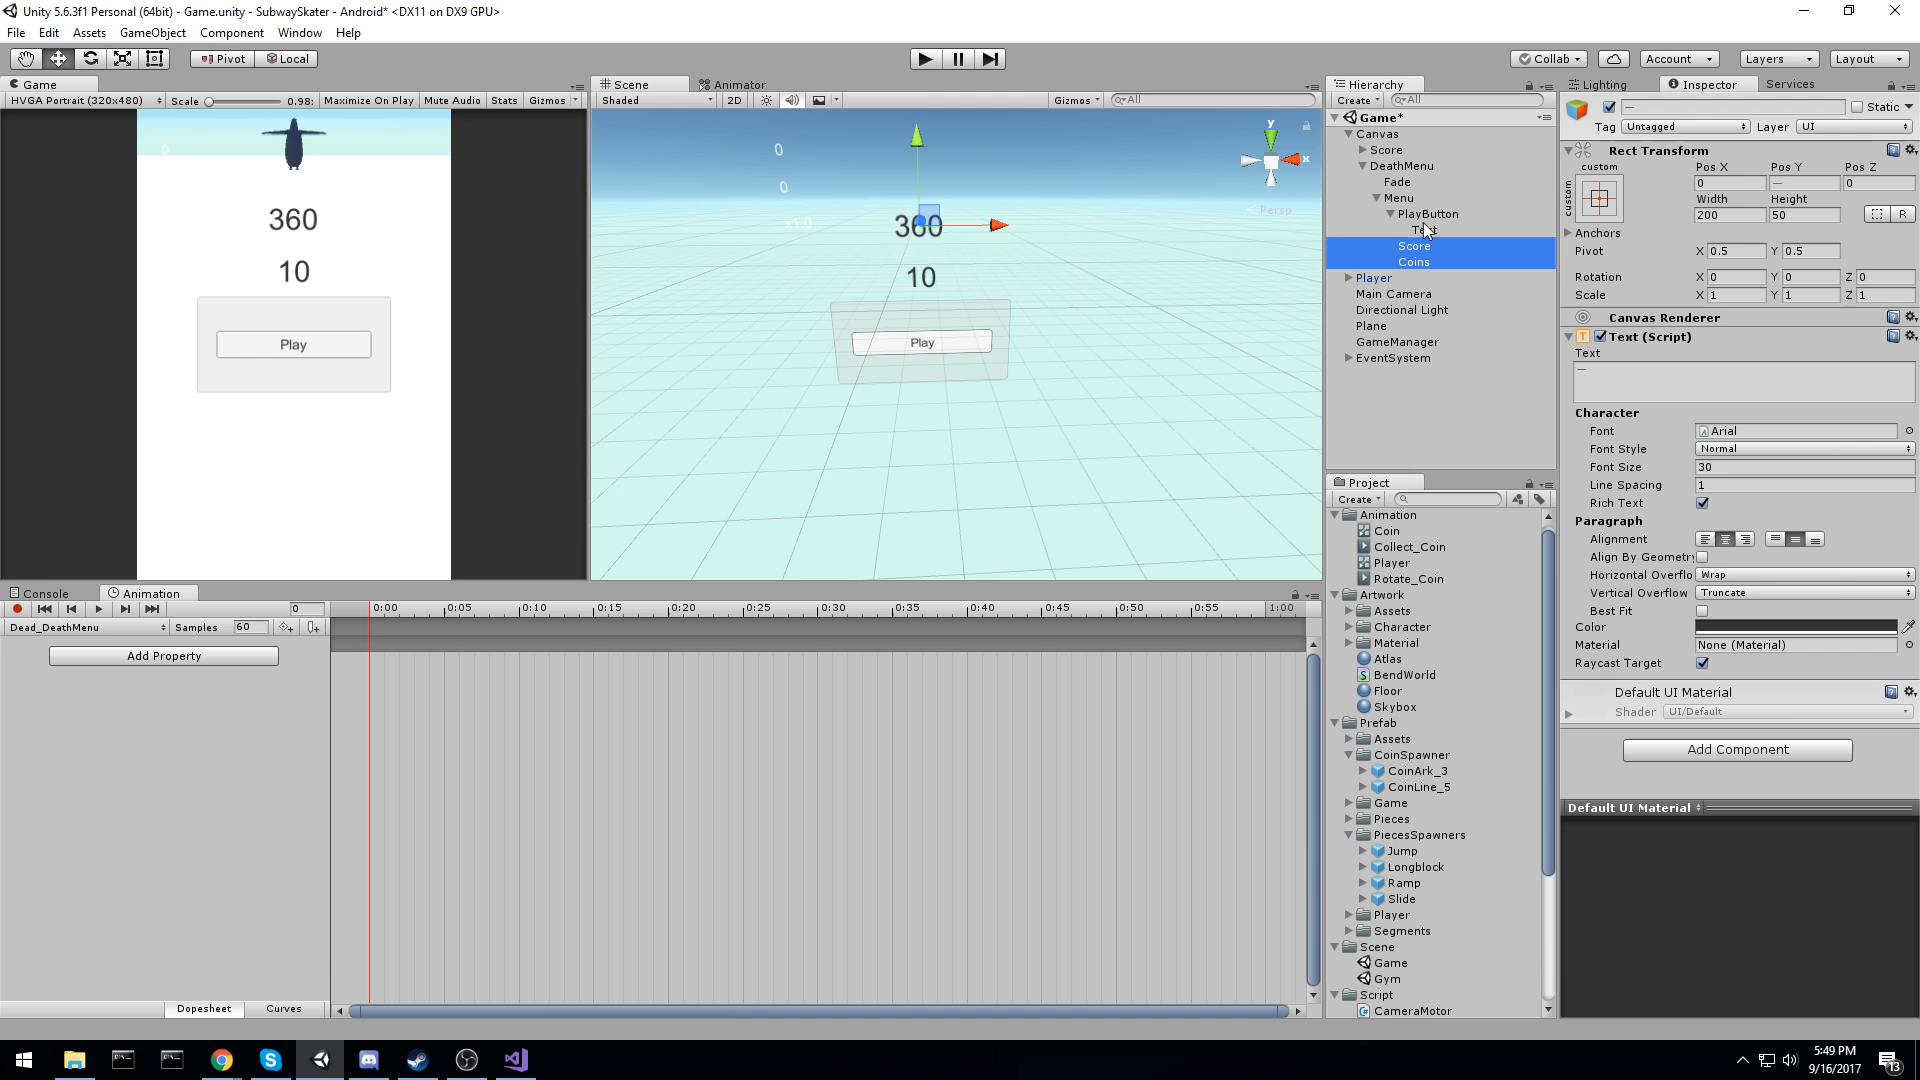 Unity 5.6.3f1 Personal (64bit) - Game.unity - SubwaySkater - Android* <DX11 on DX9 GPU>
File Edit Assets GameObject Component Window Help
Pivot Local
Collab Account Layers Layout
Game
HVGA Portrait (320x480) Scale 0.98: Maximize On Play Mute Audio Stats Gizmos
0
360
10
Play
Scene Animator
Shaded 2D Gizmos All
0
0
x1.0
360
10
Play
y
x
Persp
Hierarchy
Create All
Game*
Canvas
Score
DeathMenu
Fade
Menu
PlayButton
Text
Score
Coins
Player
Main Camera
Directional Light
Plane
GameManager
EventSystem
Project
Create
Animation
Coin
Collect_Coin
Player
Rotate_Coin
Artwork
Assets
Character
Material
Atlas
BendWorld
Floor
Skybox
Prefab
Assets
CoinSpawner
CoinArk_3
CoinLine_5
Game
Pieces
PiecesSpawners
Jump
Longblock
Ramp
Slide
Player
Segments
Scene
Game
Gym
Script
CameraMotor
Lighting Inspector Services
— Static
Tag Untagged Layer UI
Rect Transform
custom Pos X Pos Y Pos Z
custom
0 — 0
Width Height
200 50 R
Anchors
Pivot X 0.5 Y 0.5
Rotation X 0 Y 0 Z 0
Scale X 1 Y 1 Z 1
Canvas Renderer
Text (Script)
Text
—
Character
Font Arial
Font Style Normal
Font Size 30
Line Spacing 1
Rich Text
Paragraph
Alignment
Align By Geometry
Horizontal Overflo Wrap
Vertical Overflow Truncate
Best Fit
Color
Material None (Material)
Raycast Target
Default UI Material
Shader UI/Default
Add Component
Default UI Material
Console Animation
0 0:00 0:05 0:10 0:15 0:20 0:25 0:30 0:35 0:40 0:45 0:50 0:55 1:00
Dead_DeathMenu Samples 60
Add Property
Dopesheet Curves
5:49 PM
9/16/2017
13